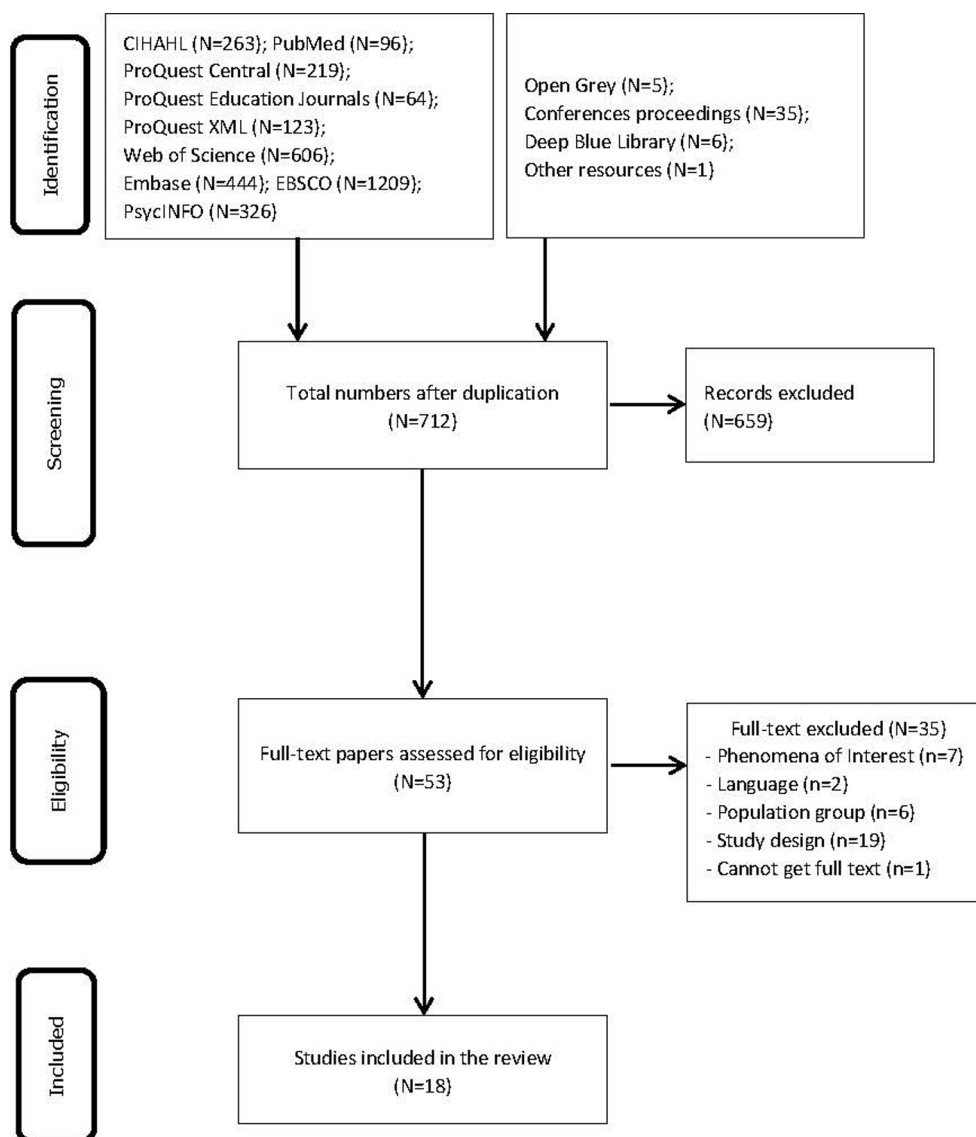 Identification
CIHAHL (N=263); PubMed (N=96);
ProQuest Central (N=219);
ProQuest Education Journals (N=64);
ProQuest XML (N=123);
Web of Science (N=606);
Embase (N=444); EBSCO (N=1209);
PsycINFO (N=326)
Open Grey (N=5);
Conferences proceedings (N=35);
Deep Blue Library (N=6);
Other resources (N=1)
Screening
Total numbers after duplication
(N=712)
Records excluded
(N=659)
Eligibility
Full-text papers assessed for eligibility
(N=53)
Full-text excluded (N=35)
- Phenomena of Interest (n=7)
- Language (n=2)
- Population group (n=6)
- Study design (n=19)
- Cannot get full text (n=1)
Included
Studies included in the review
(N=18)